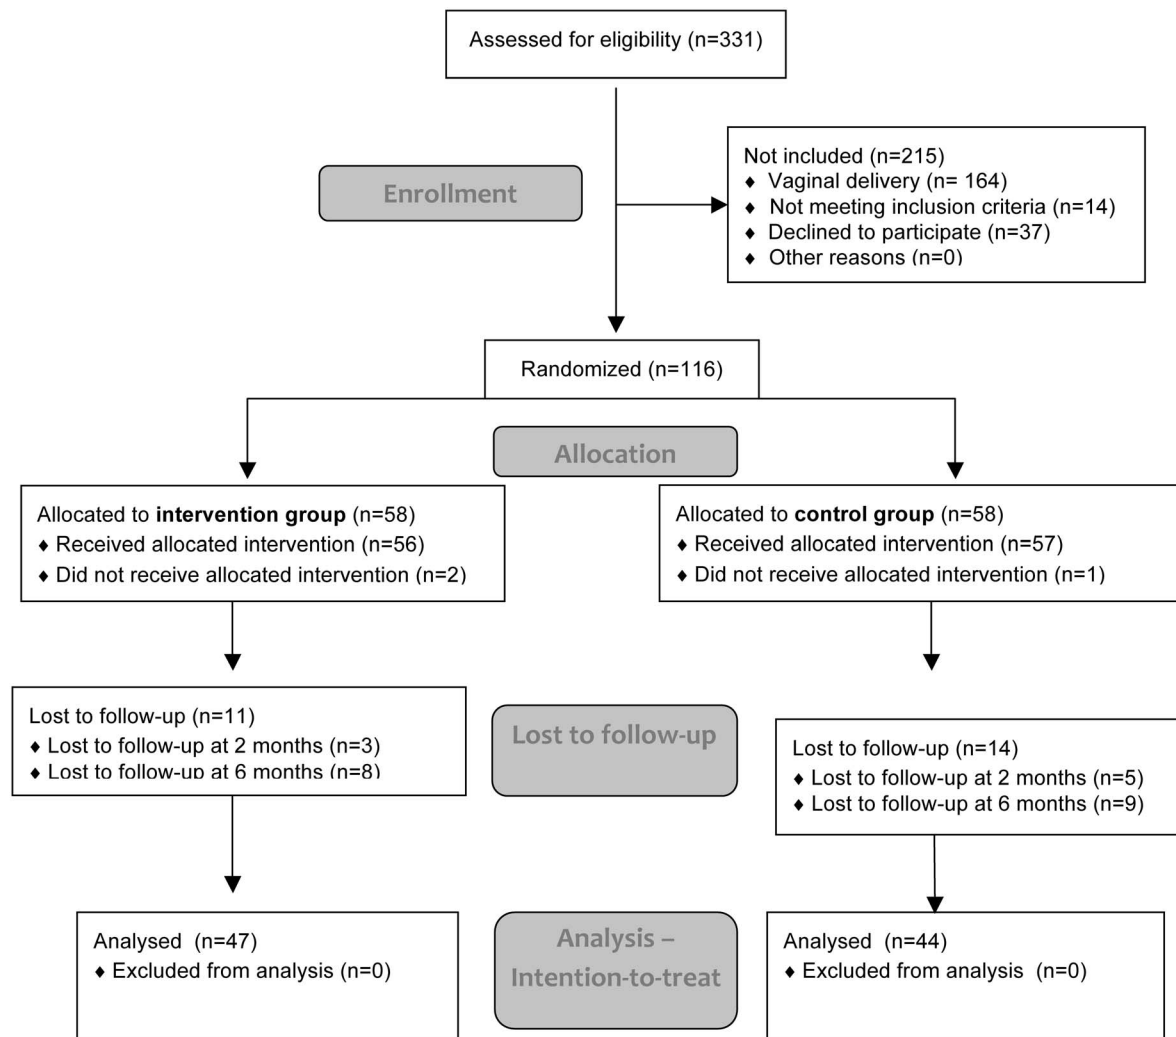 Assessed for eligibility (n=331)
Enrollment
Not included (n=215)
♦ Vaginal delivery (n= 164)
♦ Not meeting inclusion criteria (n=14)
♦ Declined to participate (n=37)
♦ Other reasons (n=0)
Randomized (n=116)
Allocation
Allocated to intervention group (n=58)
♦ Received allocated intervention (n=56)
♦ Did not receive allocated intervention (n=2)
Allocated to control group (n=58)
♦ Received allocated intervention (n=57)
♦ Did not receive allocated intervention (n=1)
Lost to follow-up (n=11)
♦ Lost to follow-up at 2 months (n=3)
♦ Lost to follow-up at 6 months (n=8)
Lost to follow-up
Lost to follow-up (n=14)
♦ Lost to follow-up at 2 months (n=5)
♦ Lost to follow-up at 6 months (n=9)
Analysed (n=47)
♦ Excluded from analysis (n=0)
Analysis –
Intention-to-treat
Analysed (n=44)
♦ Excluded from analysis (n=0)